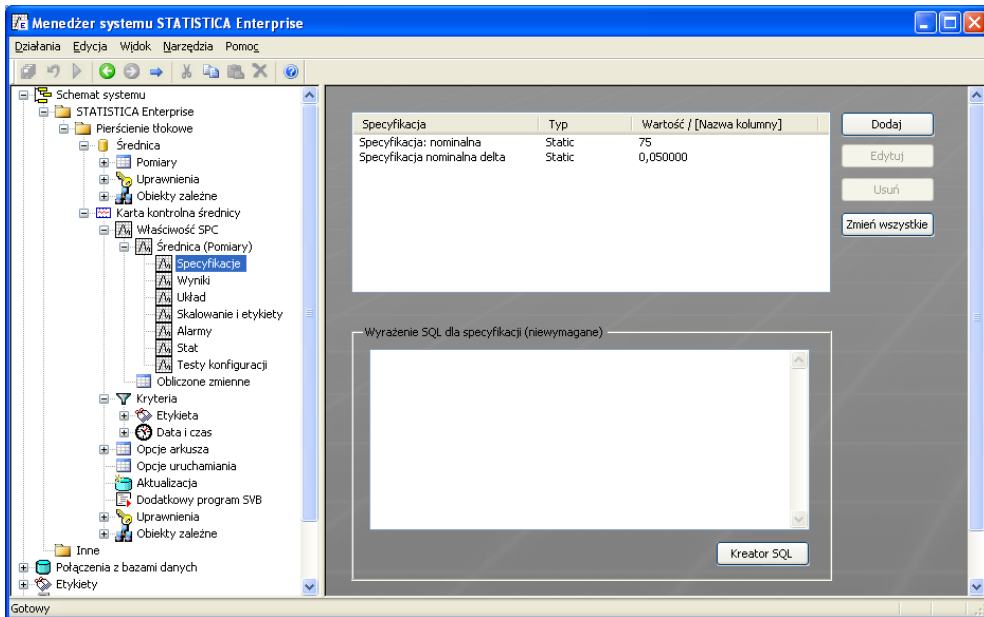 Menedżer systemu STATISTICA Enterprise
Działania Edycja Widok Narzędzia Pomoc
Schemat systemu
STATISTICA Enterprise
Pierścienie tłokowe
Średnica
Pomiary
Uprawnienia
Obiekty zależne
Karta kontrolna średnicy
Właściwość SPC
Średnica (Pomiary)
Specyfikacje
Wyniki
Układ
Skalowanie i etykiety
Alarmy
Stat
Testy konfiguracji
Obliczone zmienne
Kryteria
Etykieta
Data i czas
Opcje arkusza
Opcje uruchamiania
Aktualizacja
Dodatkowy program SVB
Uprawnienia
Obiekty zależne
Inne
Połączenia z bazami danych
Etykiety
Specyfikacja Typ Wartość / [Nazwa kolumny]
Specyfikacja: nominalna Static 75
Specyfikacja nominalna delta Static 0,050000
Dodaj
Edytuj
Usuń
Zmień wszystkie
Wyrażenie SQL dla specyfikacji (niewymagane)
Kreator SQL
Gotowy